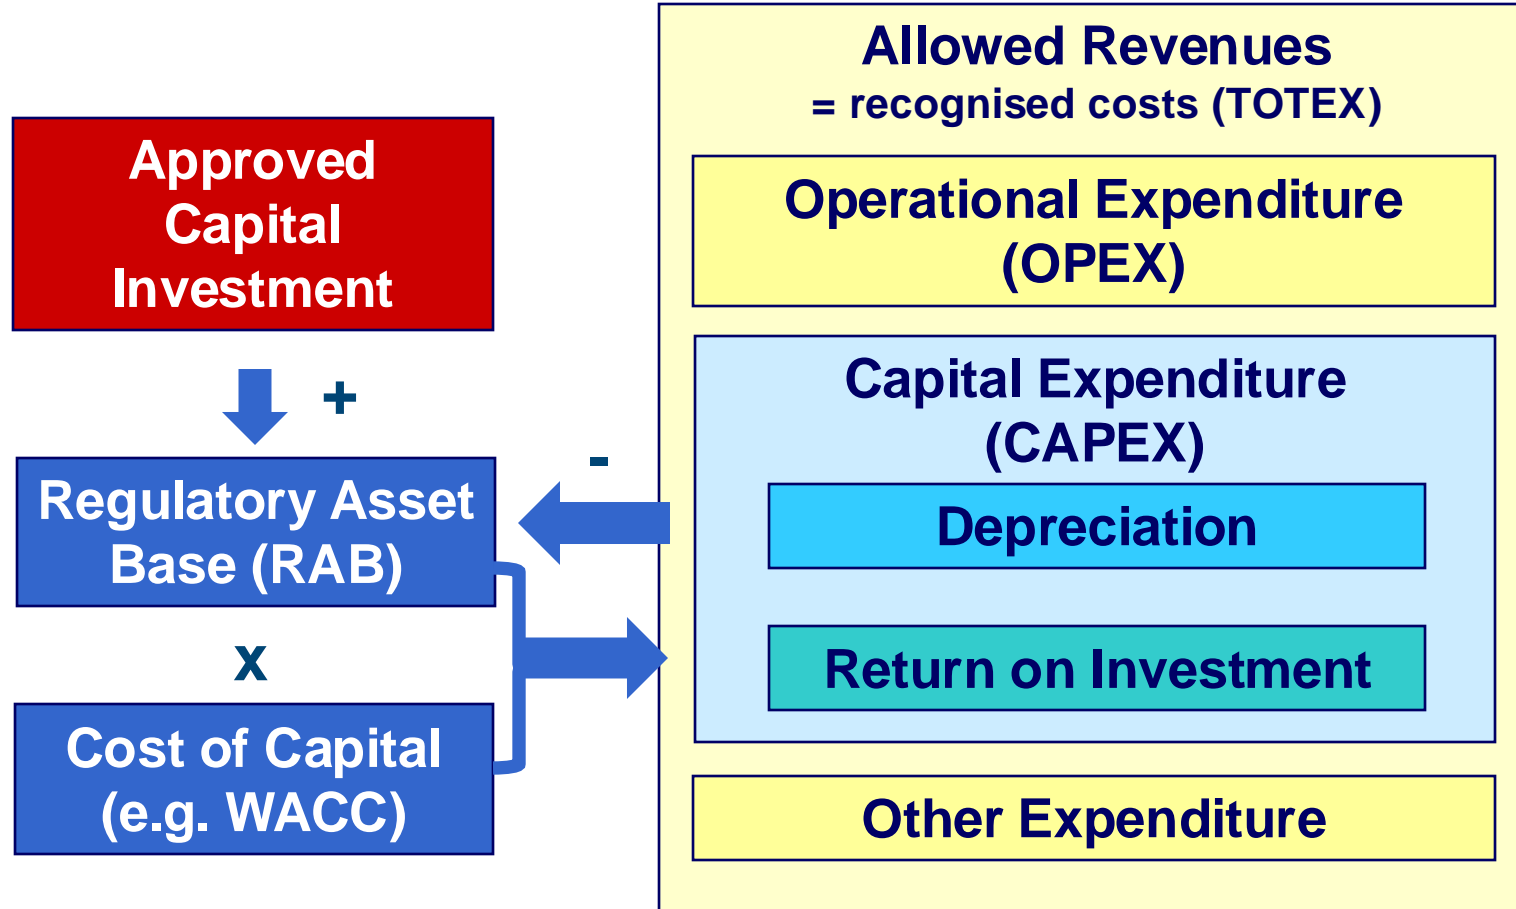 Allowed Revenues
= recognised costs (TOTEX)
Approved
Capital
Investment
Operational Expenditure
(OPEX)
+
Capital Expenditure
(CAPEX)
-
Regulatory Asset
Base (RAB)
Depreciation
x
Return on Investment
Cost of Capital
(e.g. WACC)
Other Expenditure